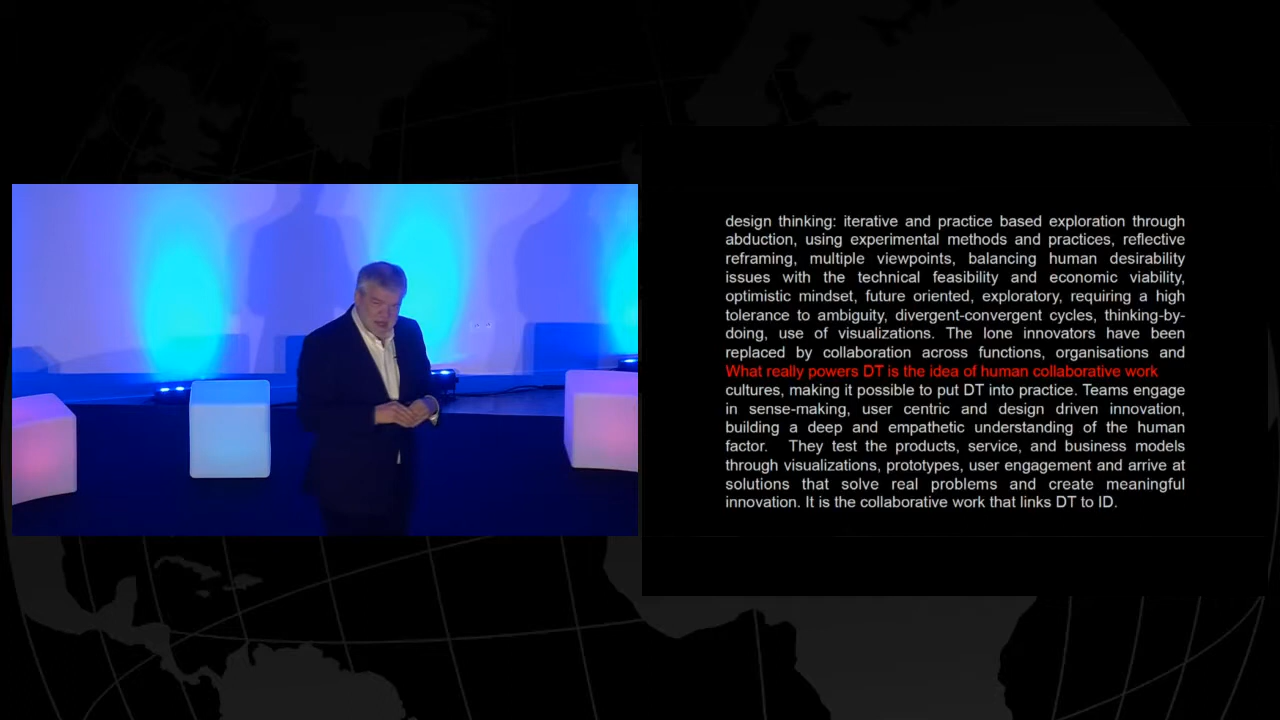 design thinking: iterative and practice based exploration through
abduction, using experimental methods and practices, reflective
reframing, multiple viewpoints, balancing human desirability
issues with the technical feasibility and economic viability,
optimistic mindset, future oriented, exploratory, requiring a high
tolerance to ambiguity, divergent-convergent cycles, thinking-by-
doing, use of visualizations. The lone innovators have been
replaced by collaboration across functions, organisations and
What really powers DT is the idea of human collaborative work
cultures, making it possible to put DT into practice. Teams engage
in sense-making, user centric and design driven innovation,
building a deep and empathetic understanding of the human
factor. They test the products, service, and business models
through visualizations, prototypes, user engagement and arrive at
solutions that solve real problems and create meaningful
innovation. It is the collaborative work that links DT to ID.